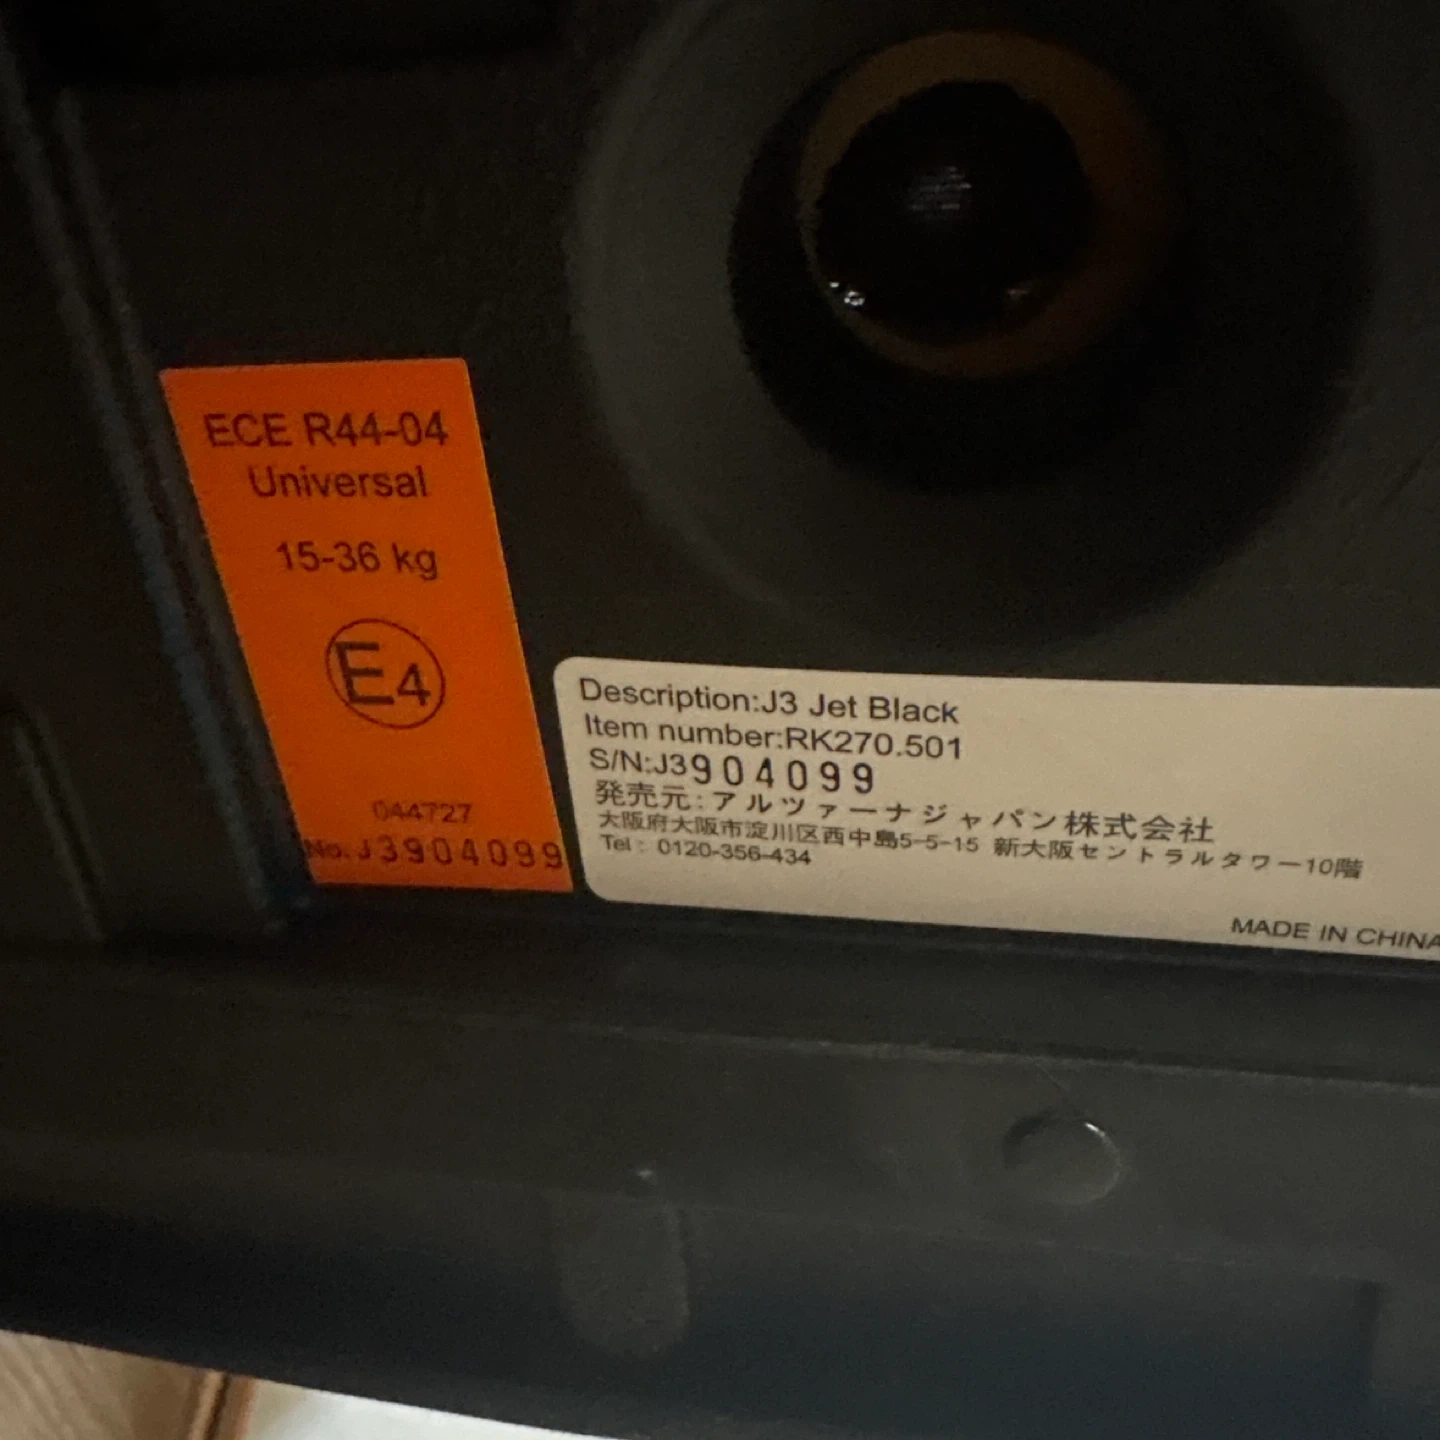 ECE R44-04
Universal
15-36 kg
E4
044727
No. J3904099
Description:J3 Jet Black
Item number:RK270.501
S/N:J3904099
発売元:アルツァーナジャパン株式会社
大阪府大阪市淀川区西中島5-5-15 新大阪セントラルタワー10階
Tel: 0120-356-434
MADE IN CHINA